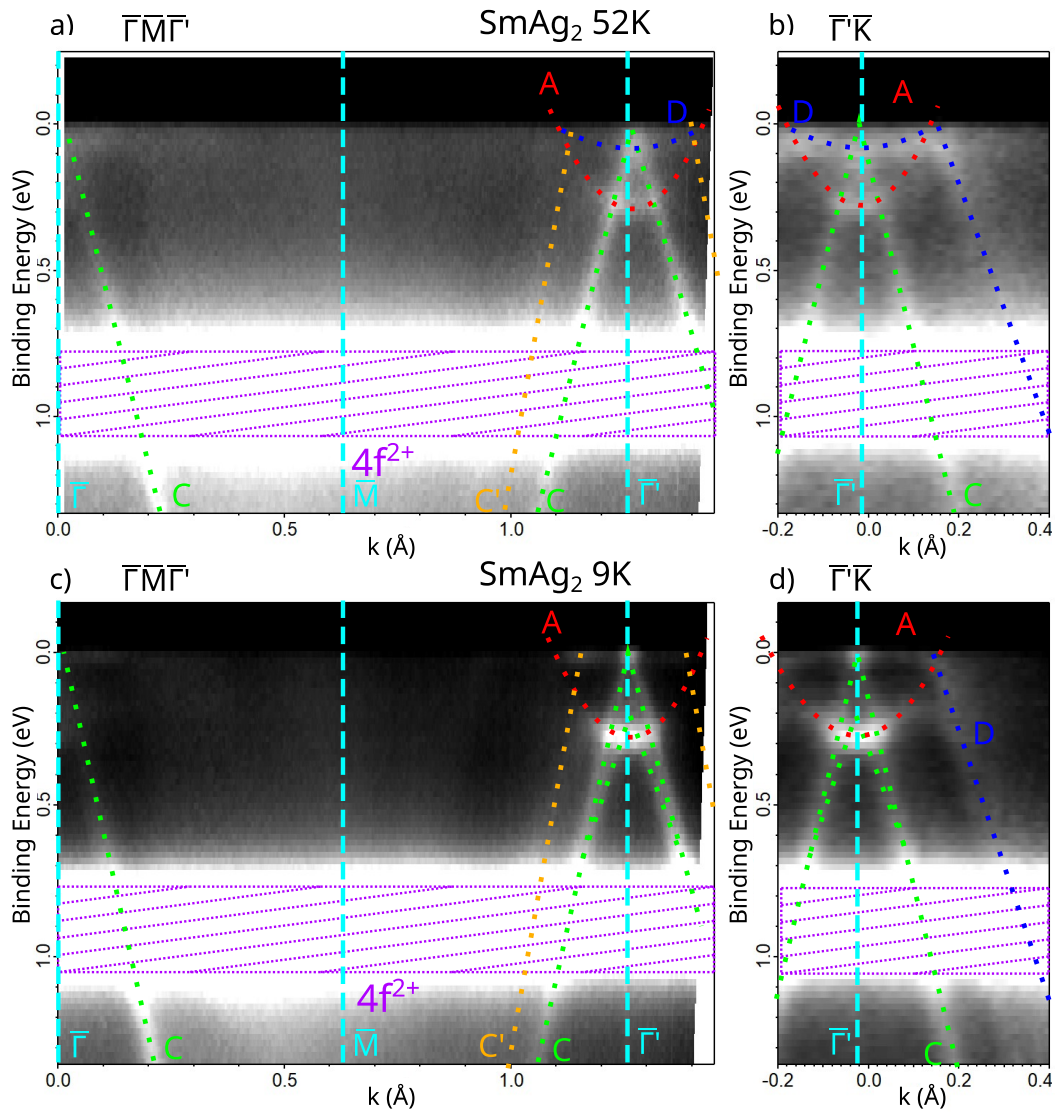 a) Γ̅M̅Γ̅' SmAg₂ 52K b) Γ̅'K̅
A D D A
0.0 0.0
Binding Energy (eV) Binding Energy (eV)
0.5 0.5
1.0 1.0
4f²⁺
Γ̅ C M̅ C' C Γ̅' Γ̅' C
0.0 0.5 1.0 -0.2 0.0 0.2 0.4
k (Å) k (Å)
c) Γ̅M̅Γ̅' SmAg₂ 9K d) Γ̅'K̅
A A
0.0 0.0
D
Binding Energy (eV) Binding Energy (eV)
0.5 0.5
1.0 1.0
4f²⁺
Γ̅ C M̅ C' C Γ̅' Γ̅' C
0.0 0.5 1.0 -0.2 0.0 0.2 0.4
k (Å) k (Å)